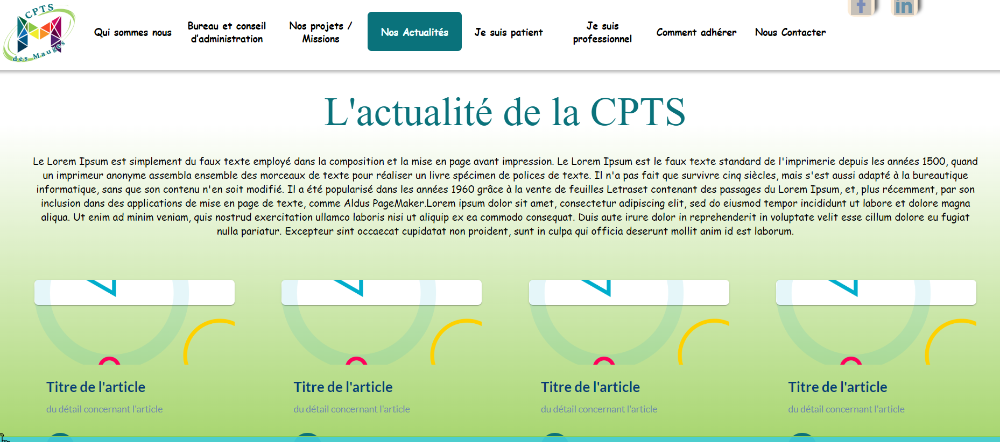 CPTS
des Mauges
Qui sommes nous
Bureau et conseil
d'administration
Nos projets /
Missions
Nos Actualités
Je suis patient
Je suis
professionnel
Comment adhérer
Nous Contacter
f
in
L'actualité de la CPTS
Le Lorem Ipsum est simplement du faux texte employé dans la composition et la mise en page avant impression. Le Lorem Ipsum est le faux texte standard de l'imprimerie depuis les années 1500, quand
un imprimeur anonyme assembla ensemble des morceaux de texte pour réaliser un livre spécimen de polices de texte. Il n'a pas fait que survivre cinq siècles, mais s'est aussi adapté à la bureautique
informatique, sans que son contenu n'en soit modifié. Il a été popularisé dans les années 1960 grâce à la vente de feuilles Letraset contenant des passages du Lorem Ipsum, et, plus récemment, par son
inclusion dans des applications de mise en page de texte, comme Aldus PageMaker.Lorem ipsum dolor sit amet, consectetur adipiscing elit, sed do eiusmod tempor incididunt ut labore et dolore magna
aliqua. Ut enim ad minim veniam, quis nostrud exercitation ullamco laboris nisi ut aliquip ex ea commodo consequat. Duis aute irure dolor in reprehenderit in voluptate velit esse cillum dolore eu fugiat
nulla pariatur. Excepteur sint occaecat cupidatat non proident, sunt in culpa qui officia deserunt mollit anim id est laborum.
Titre de l'article
du détail concernant l'article
Titre de l'article
du détail concernant l'article
Titre de l'article
du détail concernant l'article
Titre de l'article
du détail concernant l'article